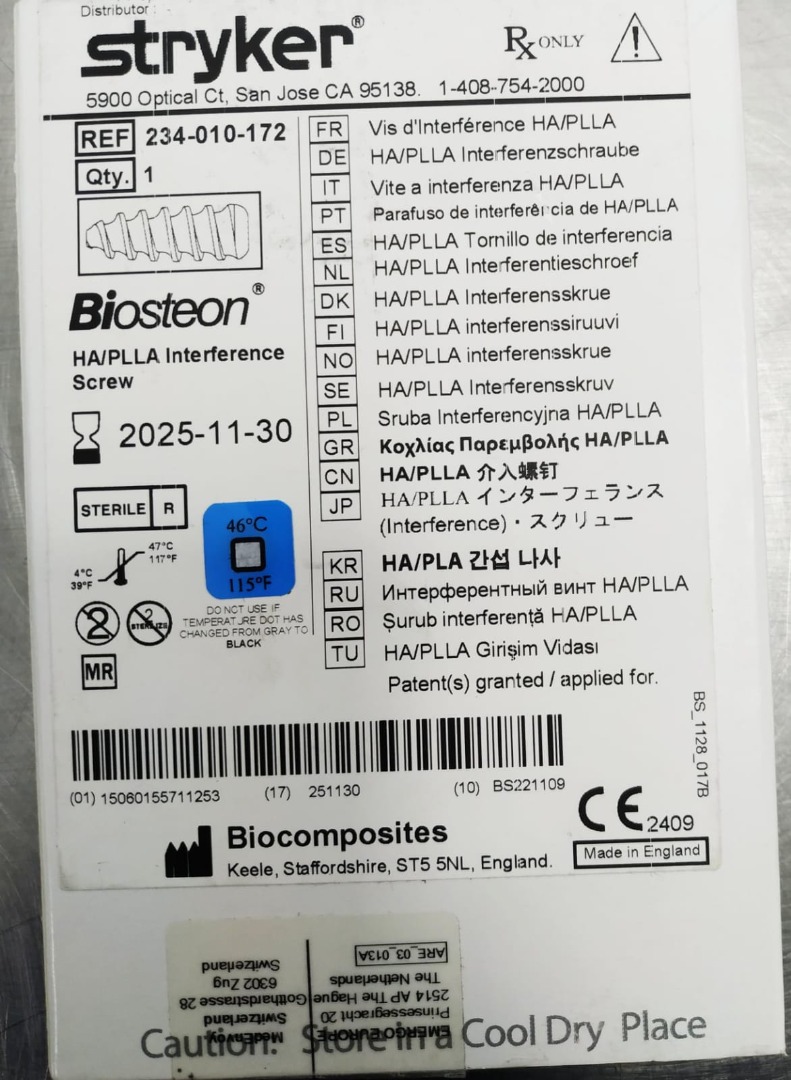 Distributor :
stryker®
RX ONLY
5900 Optical Ct, San Jose CA 95138. 1-408-754-2000
REF 234-010-172
Qty. 1
Biosteon®
HA/PLLA Interference
Screw
2025-11-30
STERILE R
4°C
39°F
47°C
117°F
46°C
115°F
DO NOT USE IF
TEMPERATURE DOT HAS
CHANGED FROM GRAY TO
BLACK
2
2
STERILIZE
MR
FR Vis d'Interférence HA/PLLA
DE HA/PLLA Interferenzschraube
IT Vite a interferenza HA/PLLA
PT Parafuso de interferência de HA/PLLA
ES HA/PLLA Tornillo de interferencia
NL HA/PLLA Interferentieschroef
DK HA/PLLA Interferensskrue
FI HA/PLLA interferenssiruuvi
NO HA/PLLA interferensskrue
SE HA/PLLA Interferensskruv
PL Sruba Interferencyjna HA/PLLA
GR Κοχλίας Παρεμβολής HA/PLLA
CN HA/PLLA 介入螺钉
JP HA/PLLA インターフェランス
(Interference)・スクリュー
KR HA/PLA 간섭 나사
RU Интерферентный винт HA/PLLA
RO Şurub interferenţă HA/PLLA
TU HA/PLLA Girişim Vidası
Patent(s) granted / applied for.
BS_1128_017B
(01) 15060155711253 (17) 251130 (10) BS221109
CE 2409
Made in England
Biocomposites
Keele, Staffordshire, ST5 5NL, England.
EMERGO EUROPE
Prinsessegracht 20
2514 AP The Hague
The Netherlands
ARE_03_013A
MedEnvoy
Switzerland
Gotthardstrasse 28
6302 Zug
Switzerland
Caution: Store in a Cool Dry Place